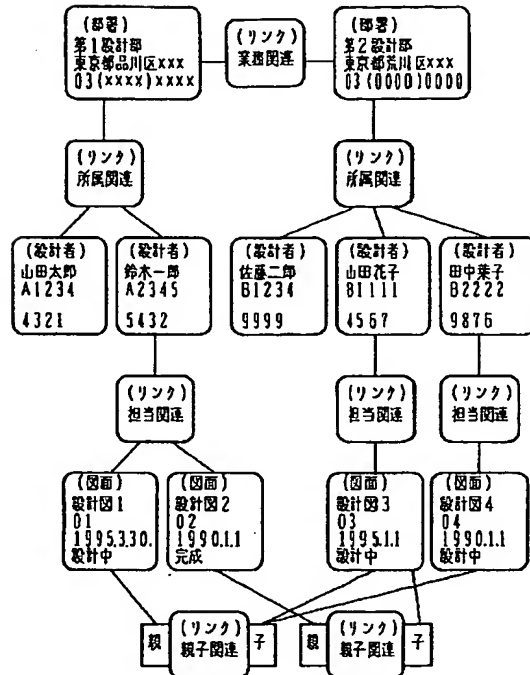 (部署)
第1設計部
東京都品川区xxx
03(xxxx)xxxx
(リンク)
業務関連
(部署)
第2設計部
東京都荒川区xxx
03(0000)0000
(リンク)
所属関連
(リンク)
所属関連
(設計者)
山田太郎
A1234
4321
(設計者)
鈴木一郎
A2345
5432
(設計者)
佐藤二郎
B1234
9999
(設計者)
山田花子
B1111
4567
(設計者)
田中葉子
B2222
9876
(リンク)
担当関連
(リンク)
担当関連
(リンク)
担当関連
(図面)
設計図1
01
1995.3.30.
設計中
(図面)
設計図2
02
1990.1.1
完成
(図面)
設計図3
03
1995.1.1
設計中
(図面)
設計図4
04
1990.1.1
設計中
親
(リンク)
親子関連
子
親
(リンク)
親子関連
子